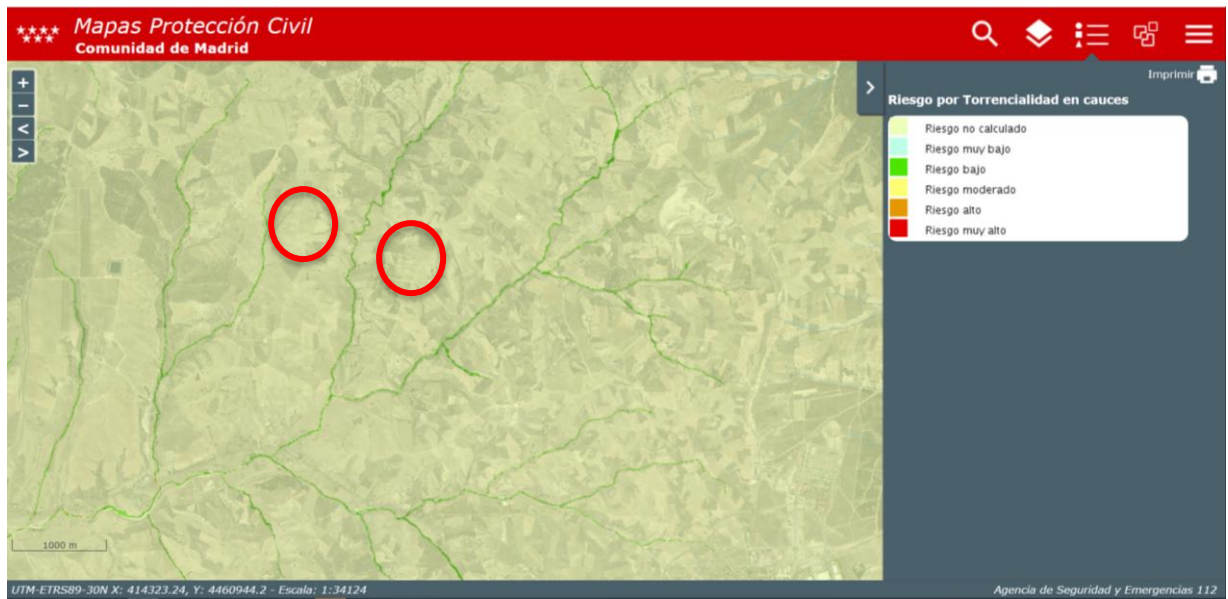 Mapas Protección Civil
Comunidad de Madrid
Imprimir
Riesgo por Torrencialidad en cauces
Riesgo no calculado
Riesgo muy bajo
Riesgo bajo
Riesgo moderado
Riesgo alto
Riesgo muy alto
1000 m
UTM-ETRS89-30N X: 414323.24, Y: 4460944.2 - Escala: 1:34124
Agencia de Seguridad y Emergencias 112